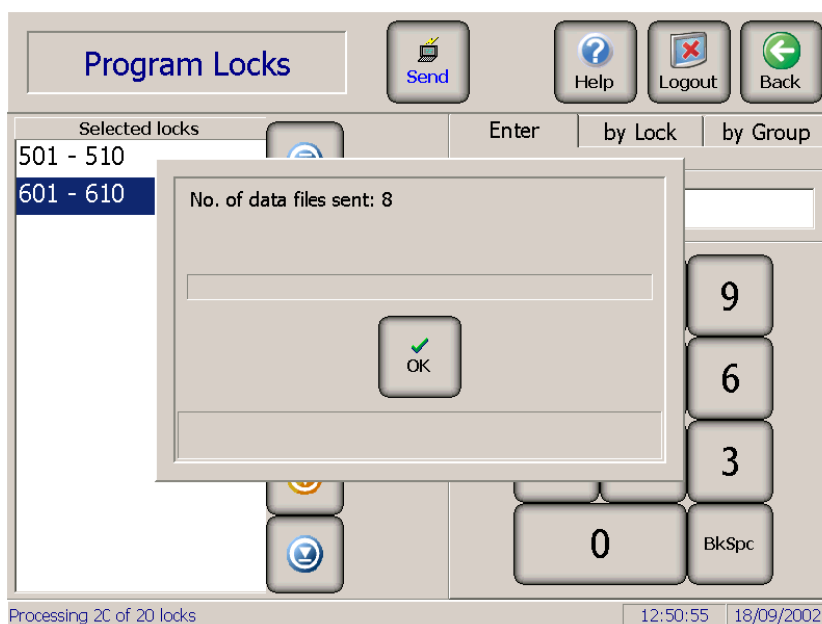 Program Locks
Send
Help
Logout
Back
Selected locks
501 - 510
601 - 610
Enter
by Lock
by Group
No. of data files sent: 8
OK
9
6
3
0
BkSpc
Processing 20 of 20 locks
12:50:55
18/09/2002